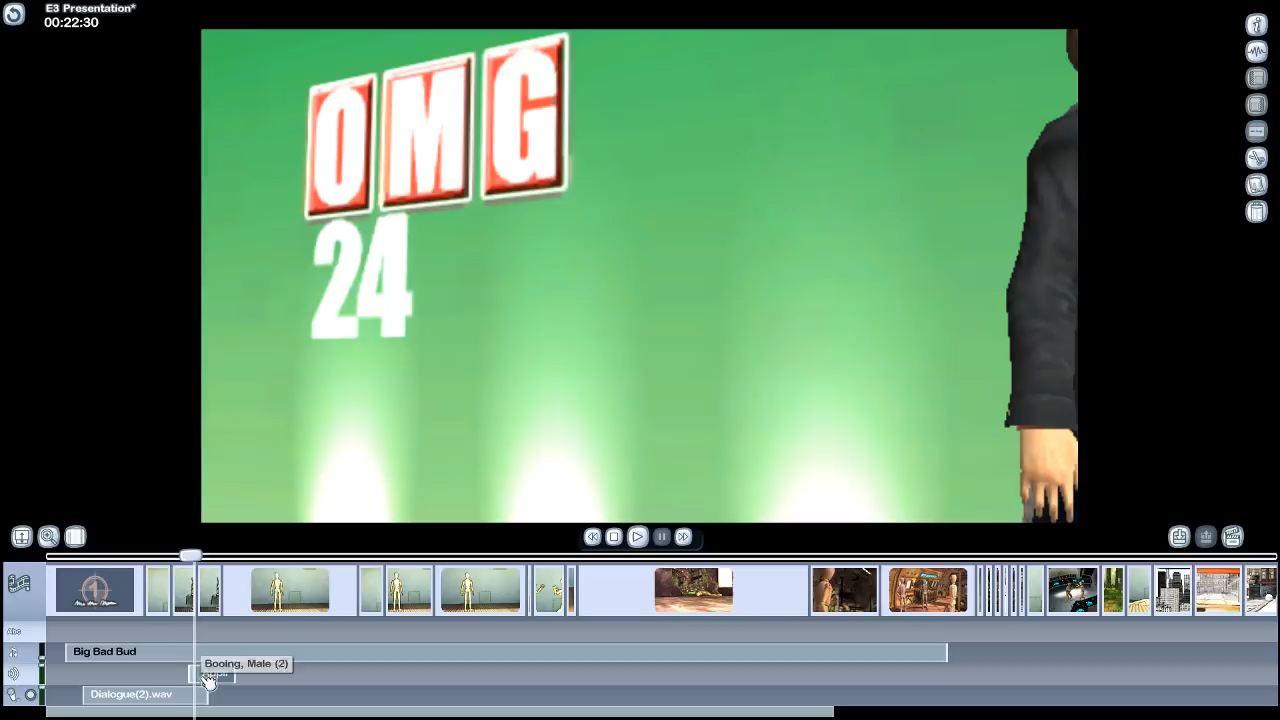 E3 Presentation*
00:22:30
OMG
24
Abc
Big Bad Bud
Booing, Male (2)
Dialogue(2).wav